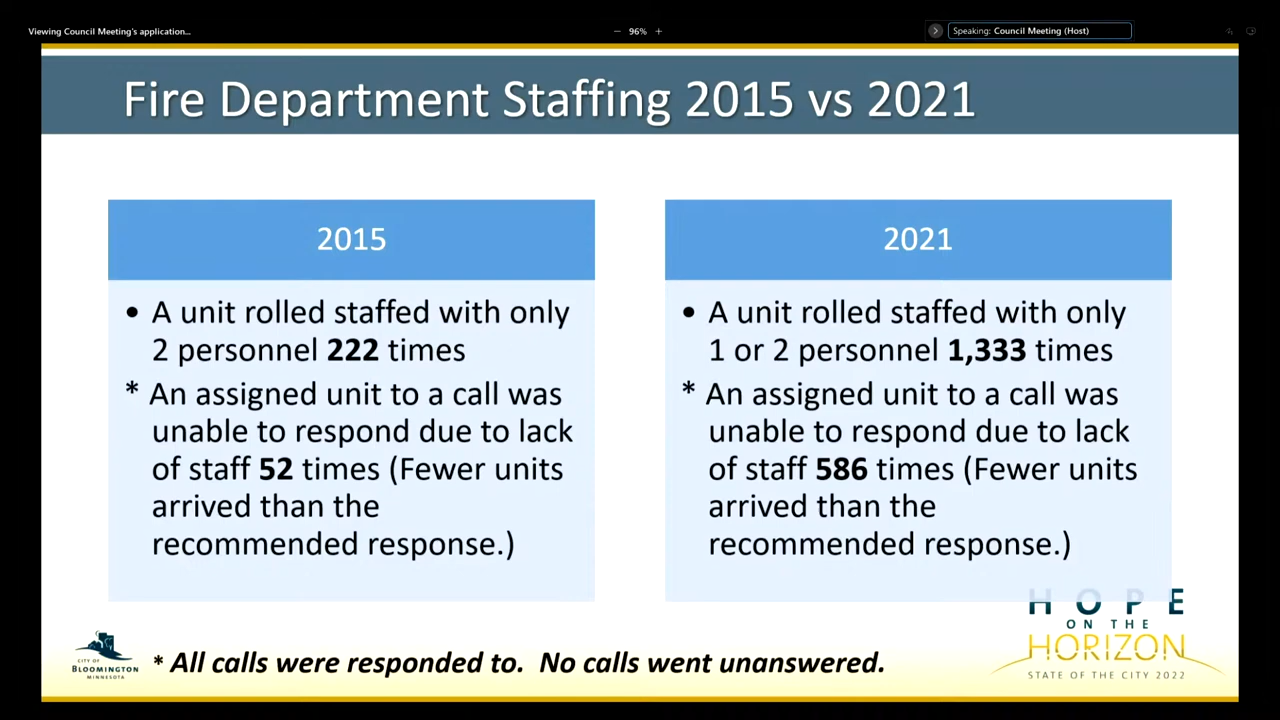 Viewing Council Meeting's application...
− 96% +
Speaking: Council Meeting (Host)
Fire Department Staffing 2015 vs 2021
2015
• A unit rolled staffed with only
2 personnel 222 times
* An assigned unit to a call was
unable to respond due to lack
of staff 52 times (Fewer units
arrived than the
recommended response.)
2021
• A unit rolled staffed with only
1 or 2 personnel 1,333 times
* An assigned unit to a call was
unable to respond due to lack
of staff 586 times (Fewer units
arrived than the
recommended response.)
CITY OF
BLOOMINGTON
MINNESOTA
* All calls were responded to. No calls went unanswered.
HOPE
ON THE
HORIZON
STATE OF THE CITY 2022